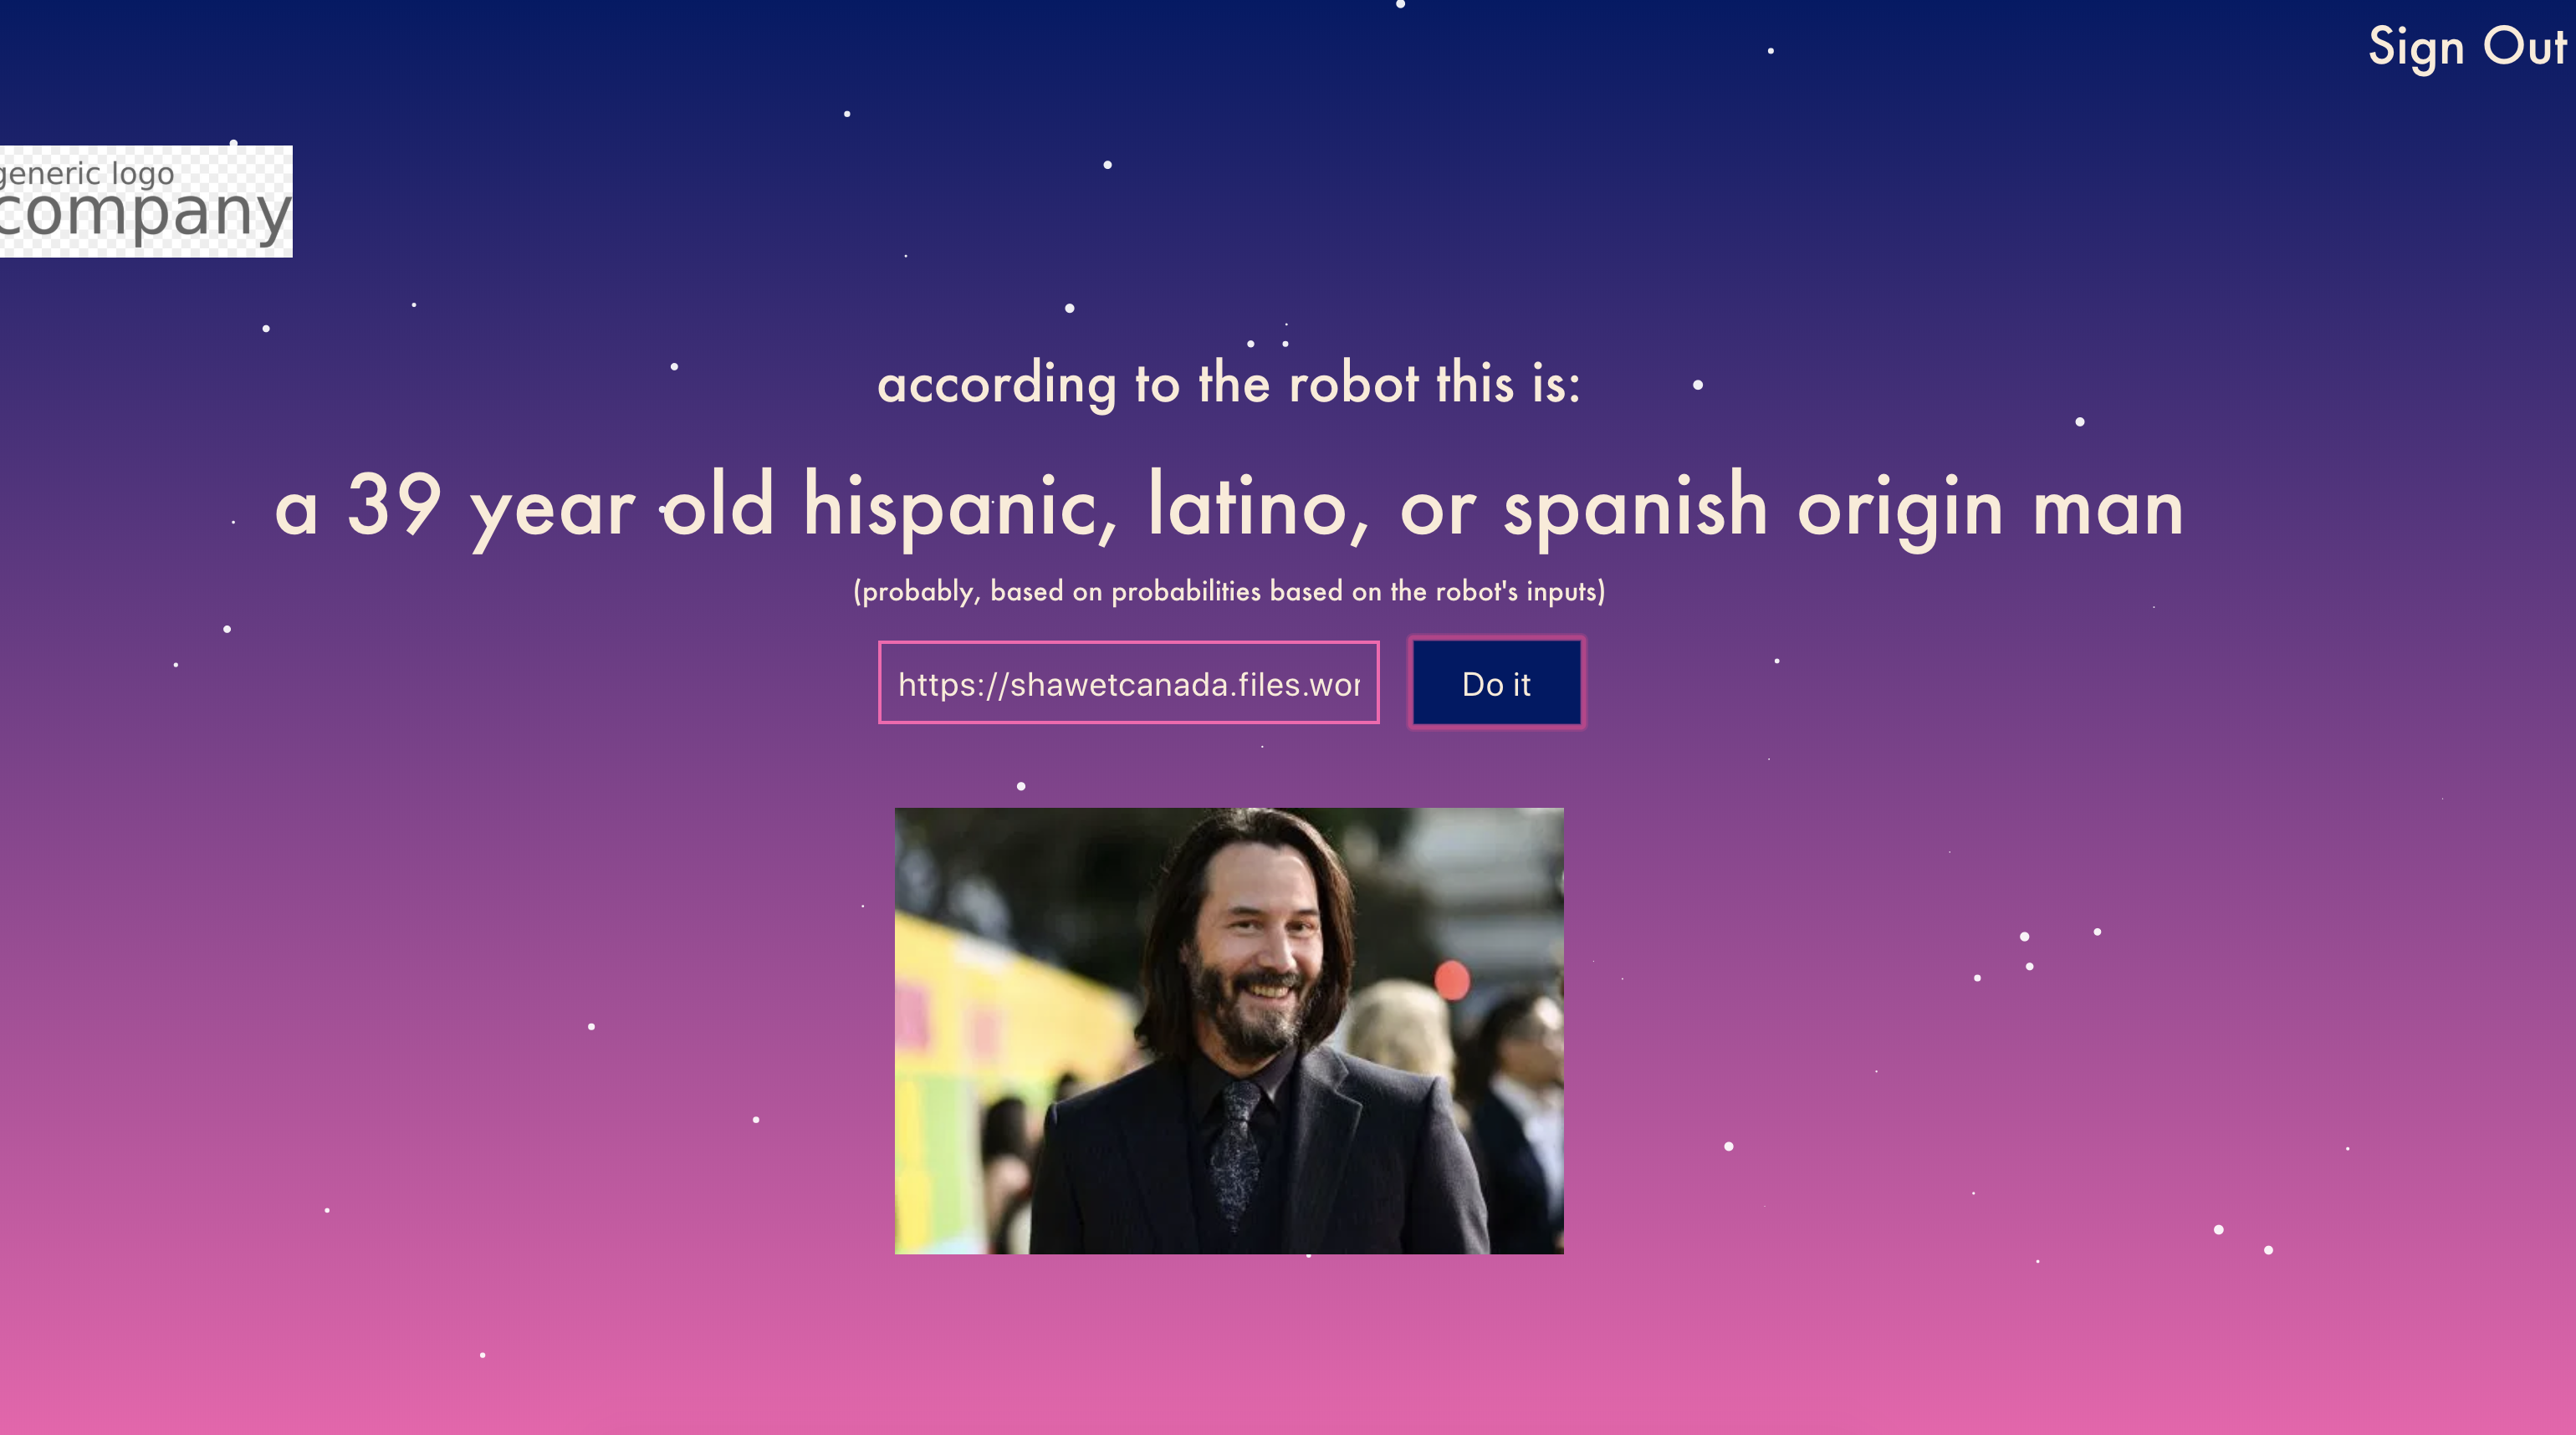 Sign Out
generic logo
company
according to the robot this is:
a 39 year old hispanic, latino, or spanish origin man
(probably, based on probabilities based on the robot's inputs)
https://shawetcanada.files.wor
Do it